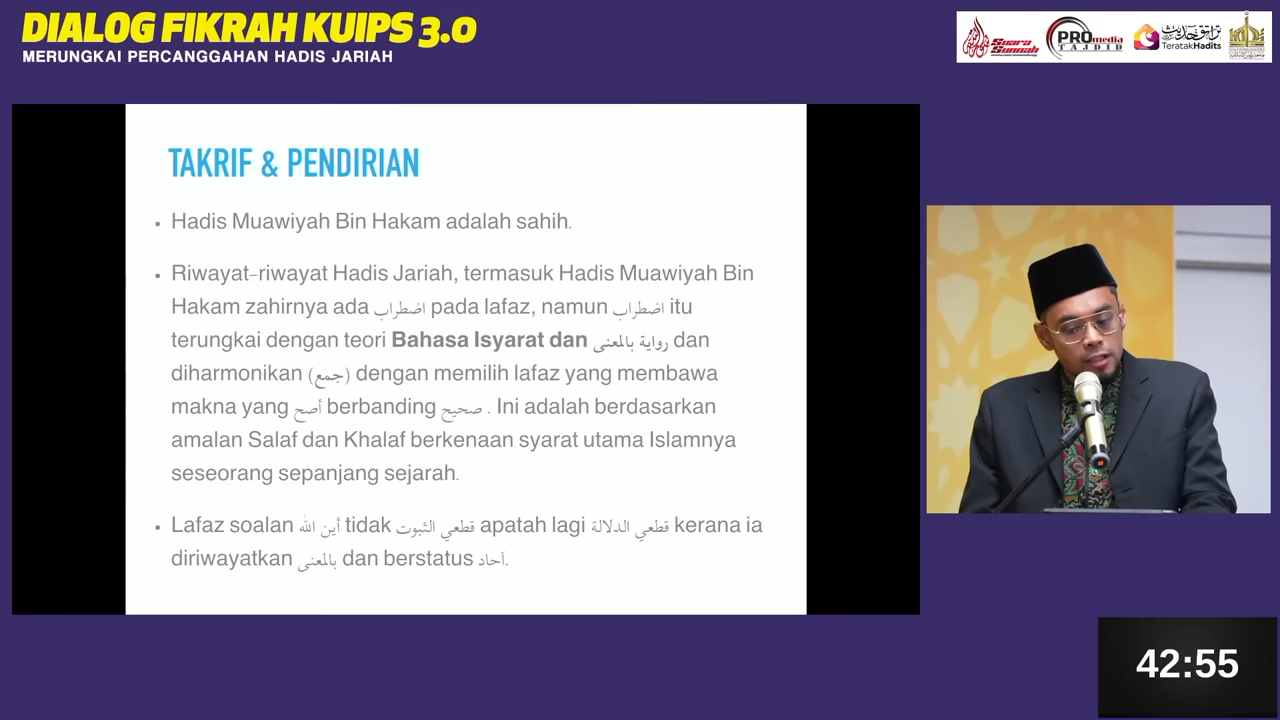 DIALOG FIKRAH KUIPS 3.0
MERUNGKAI PERCANGGAHAN HADIS JARIAH
Suara Sunnah
PROmedia
TAJDID
TeratakHadits
TAKRIF & PENDIRIAN
• Hadis Muawiyah Bin Hakam adalah sahih.
• Riwayat-riwayat Hadis Jariah, termasuk Hadis Muawiyah Bin
Hakam zahirnya ada اضطراب pada lafaz, namun اضطراب itu
terungkai dengan teori Bahasa Isyarat dan رواية بالمعنى dan
diharmonikan (جمع) dengan memilih lafaz yang membawa
makna yang أصح berbanding صحيح . Ini adalah berdasarkan
amalan Salaf dan Khalaf berkenaan syarat utama Islamnya
seseorang sepanjang sejarah.
• Lafaz soalan أين الله tidak قطعي الثبوت apatah lagi قطعي الدلالة kerana ia
diriwayatkan بالمعنى dan berstatus آحاد.
42:55